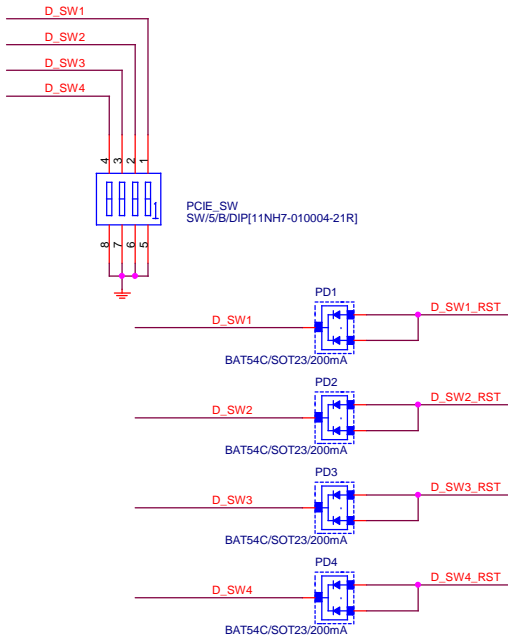 D_SW1
D_SW2
D_SW3
D_SW4
4 3 2 1
1
PCIE_SW
SW/5/B/DIP[11NH7-010004-21R]
8 7 6 5
PD1
D_SW1 D_SW1_RST
BAT54C/SOT23/200mA
PD2
D_SW2 D_SW2_RST
BAT54C/SOT23/200mA
PD3
D_SW3 D_SW3_RST
BAT54C/SOT23/200mA
PD4
D_SW4 D_SW4_RST
BAT54C/SOT23/200mA